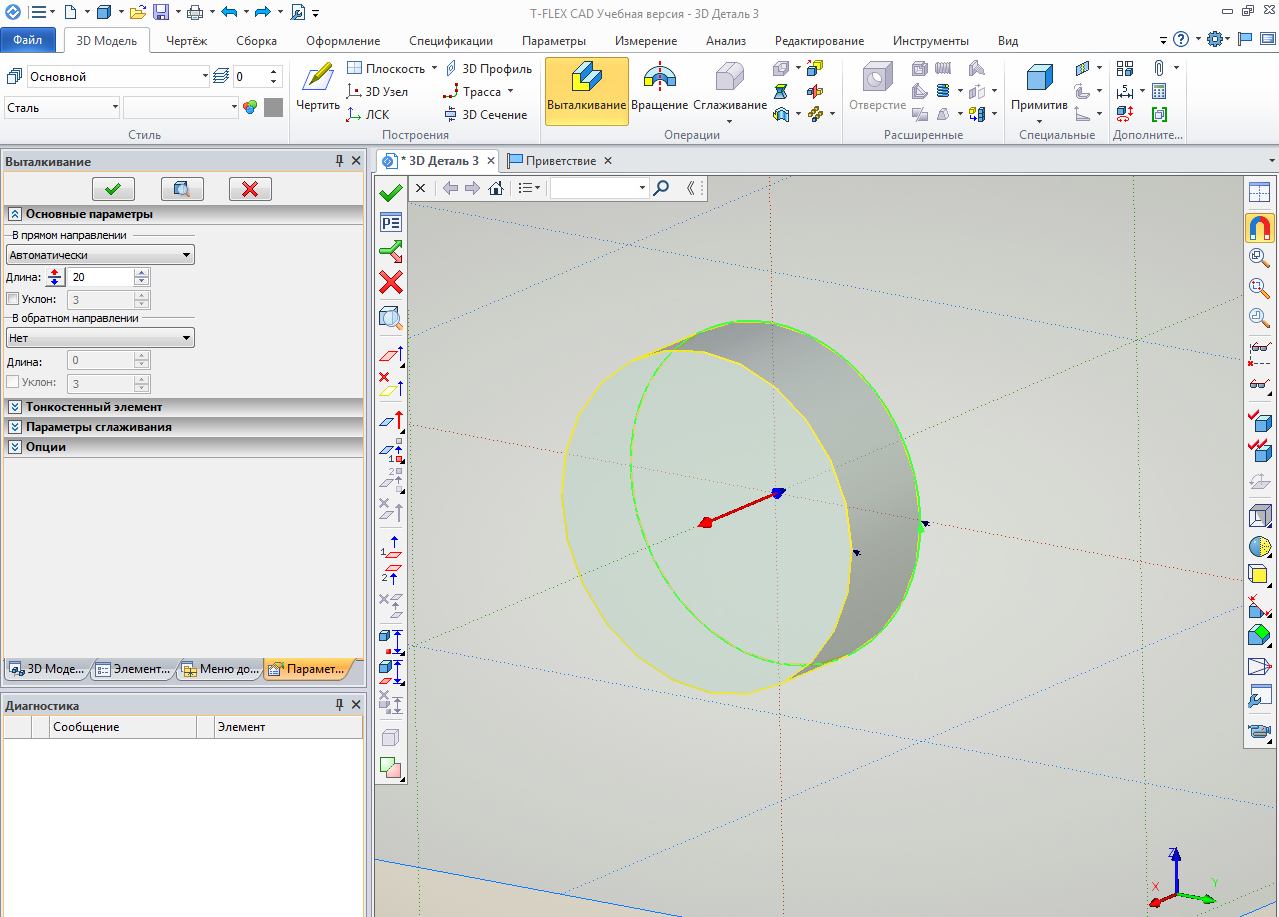 T-FLEX CAD Учебная версия - 3D Деталь 3
Файл 3D Модель Чертёж Сборка Оформление Спецификации Параметры Измерение Анализ Редактирование Инструменты Вид
Основной 0
Сталь
Стиль
Чертить
Плоскость
3D Узел
ЛСК
3D Профиль
Трасса
3D Сечение
Построения
Выталкивание Вращение Сглаживание
Операции
Отверстие
Расширенные
Примитив
Специальные
Дополните...
Выталкивание
* 3D Деталь 3
Приветствие
Основные параметры
В прямом направлении
Автоматически
Длина: 20
Уклон: 3
В обратном направлении
Нет
Длина: 0
Уклон: 3
Тонкостенный элемент
Параметры сглаживания
Опции
3D Моде... Элемент... Меню до... Парамет...
Диагностика
Сообщение Элемент
Z
X
Y